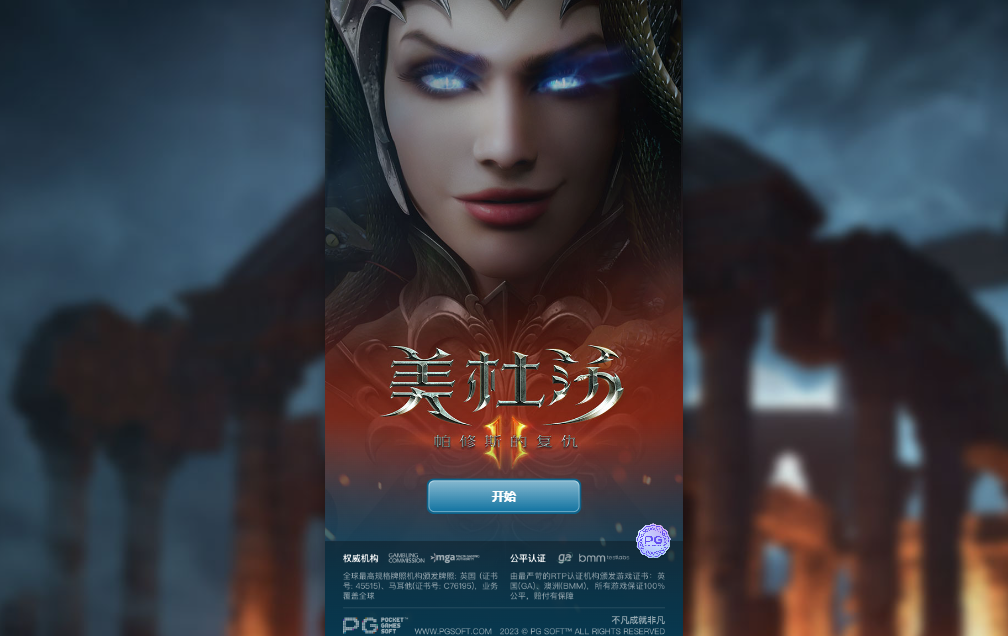 美杜莎
II
帕修斯的复仇
开始
PG
权威机构
GAMBLING COMMISSION
mga
公平认证
ga
bmm testlabs
全球最高规格牌照机构颁发牌照: 英国 (证书
号: 45515)、马耳他(证书号: C76195), 业务
覆盖全球
由最严苛的RTP认证机构颁发游戏证书: 英
国(GA)、澳洲(BMM), 所有游戏保证100%
公平, 赔付有保障
PG POCKET GAMES SOFT
不凡成就非凡
WWW.PGSOFT.COM 2023 © PG SOFT™ ALL RIGHTS RESERVED